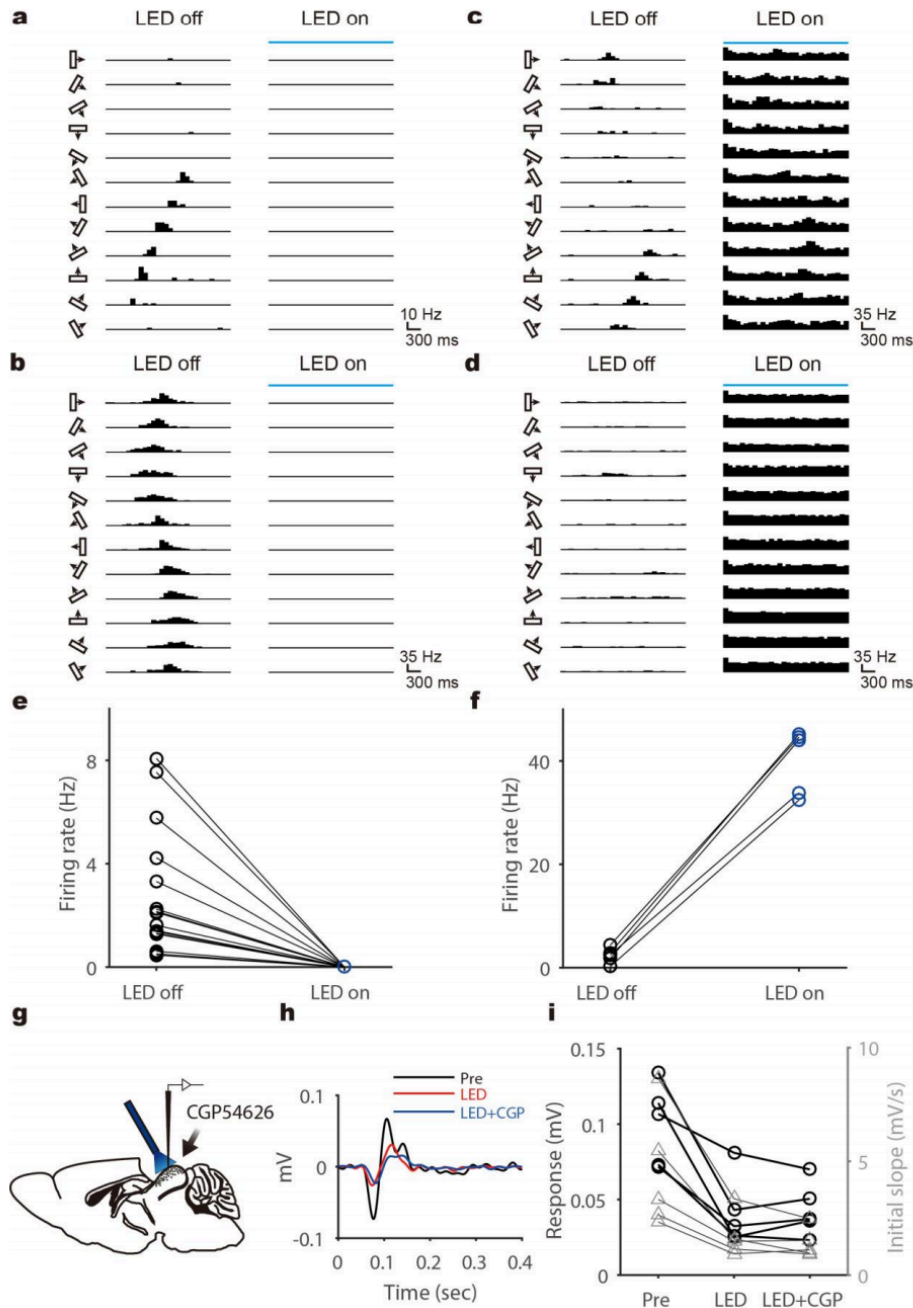 a
LED off
LED on
10 Hz
300 ms
c
LED off
LED on
35 Hz
300 ms
b
LED off
LED on
35 Hz
300 ms
d
LED off
LED on
35 Hz
300 ms
e
Firing rate (Hz)
8
4
0
LED off
LED on
f
Firing rate (Hz)
40
20
0
LED off
LED on
g
CGP54626
h
Pre
LED
LED+CGP
mV
0.1
0
-0.1
0
0.1
0.2
0.3
0.4
Time (sec)
i
Response (mV)
0.15
0.1
0.05
0
Pre
LED
LED+CGP
10
5
0
Initial slope (mV/s)